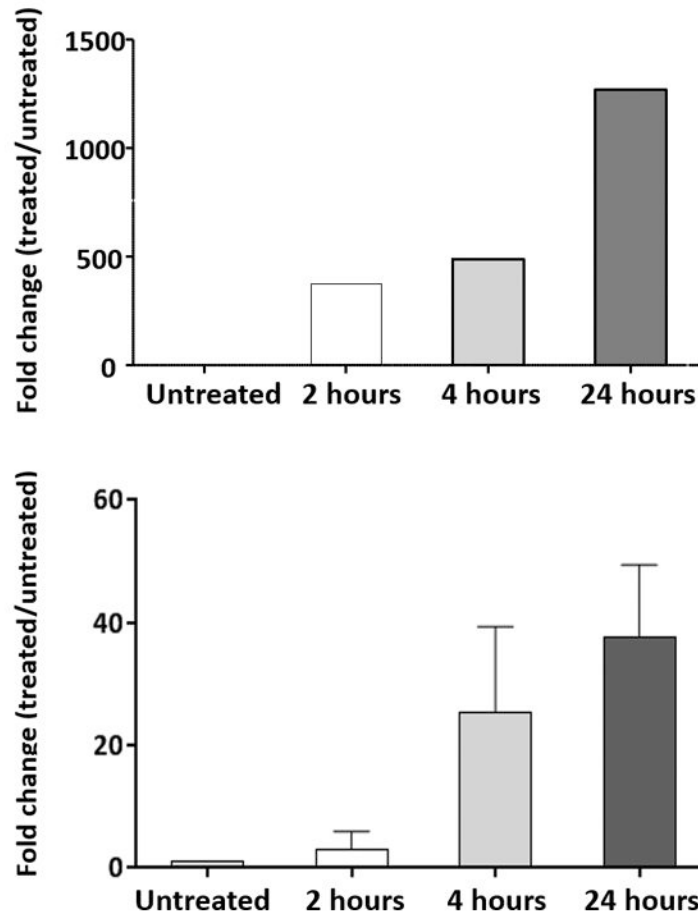 Fold change (treated/untreated)
1500
1000
500
0
Untreated 2 hours 4 hours 24 hours
Fold change (treated/untreated)
60
40
20
0
Untreated 2 hours 4 hours 24 hours